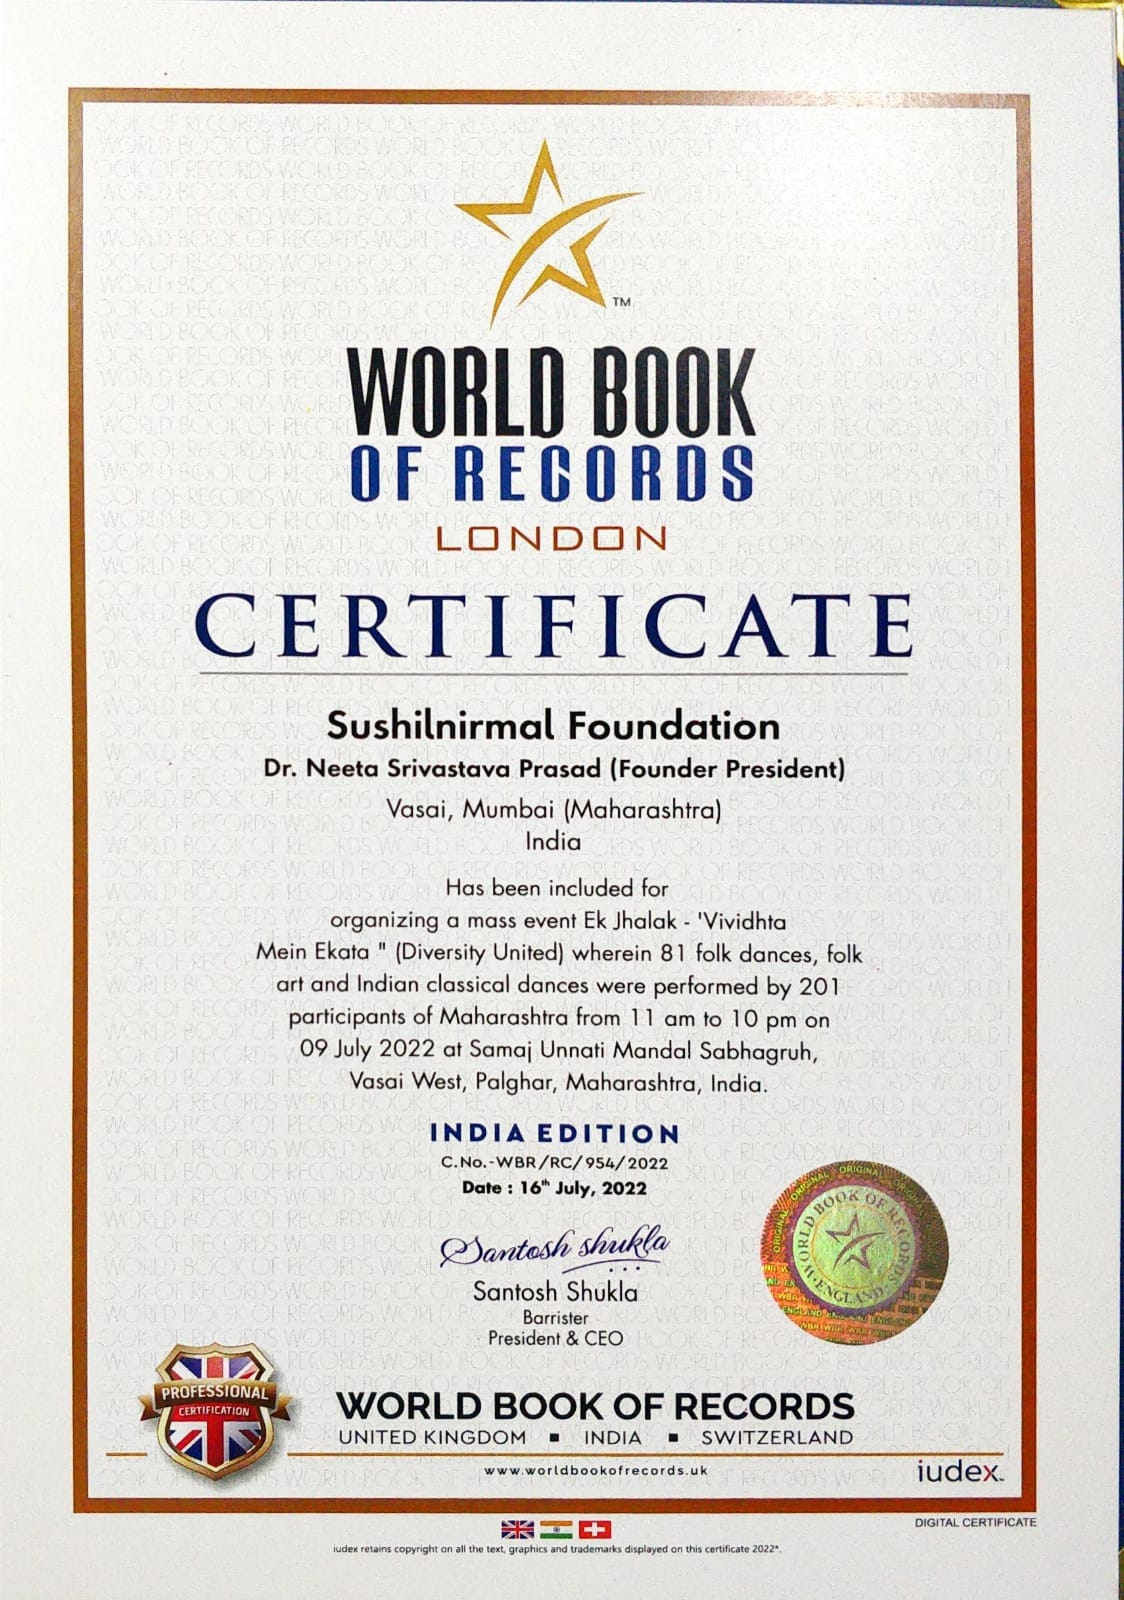 TM
WORLD BOOK
OF RECORDS
LONDON
CERTIFICATE
Sushilnirmal Foundation
Dr. Neeta Srivastava Prasad (Founder President)
Vasai, Mumbai (Maharashtra)
India
Has been included for
organizing a mass event Ek Jhalak - 'Vividhta
Mein Ekata " (Diversity United) wherein 81 folk dances, folk
art and Indian classical dances were performed by 201
participants of Maharashtra from 11 am to 10 pm on
09 July 2022 at Samaj Unnati Mandal Sabhagruh,
Vasai West, Palghar, Maharashtra, India.
INDIA EDITION
C.No.-WBR/RC/954/2022
Date : 16th July, 2022
Santosh shukla
Santosh Shukla
Barrister
President & CEO
ORIGINAL ORIGINAL ORIGINAL
WORLD BOOK OF RECORDS
ENGLAND
PROFESSIONAL
CERTIFICATION
WORLD BOOK OF RECORDS
UNITED KINGDOM ▪ INDIA ▪ SWITZERLAND
www.worldbookofrecords.uk
iudex
DIGITAL CERTIFICATE
iudex retains copyright on all the text, graphics and trademarks displayed on this certificate 2022*.